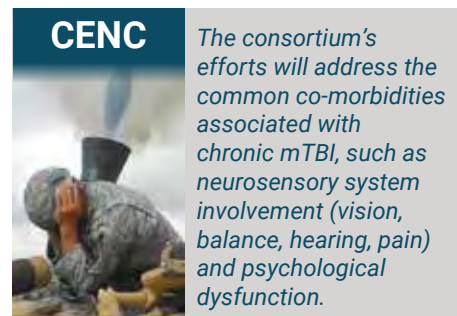 CENC
The consortium's
efforts will address the
common co-morbidities
associated with
chronic mTBI, such as
neurosensory system
involvement (vision,
balance, hearing, pain)
and psychological
dysfunction.